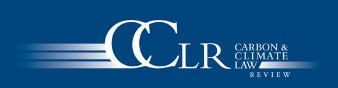 CCLR CARBON &
CLIMATE
LAW
REVIEW